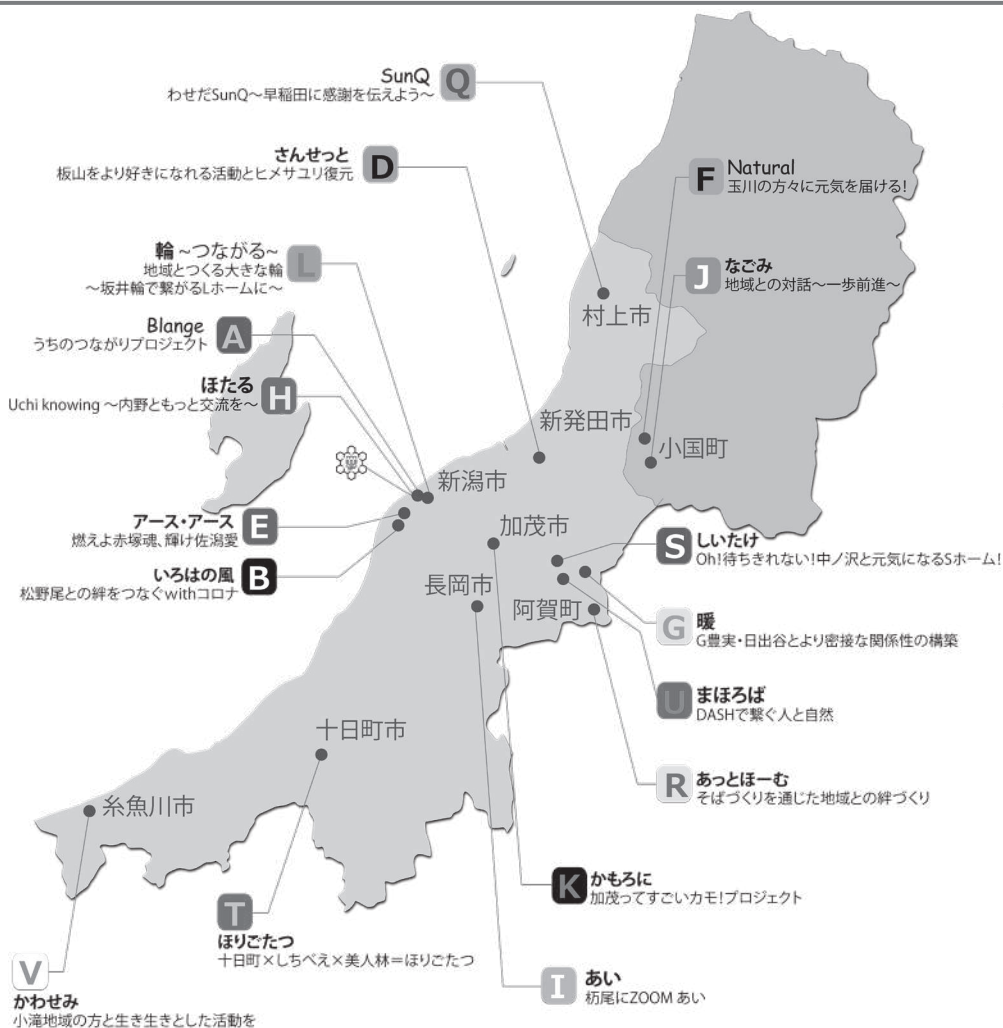 SunQ
Q
わせだSunQ～早稲田に感謝を伝えよう～
さんせっと
D
板山をより好きになれる活動とヒメサユリ復元
F
Natural
玉川の方々に元気を届ける!
輪 ~つながる~
L
地域とつくる大きな輪
～坂井輪で繋がるLホームに～
J
なごみ
地域との対話～一歩前進～
村上市
Blange
A
うちのつながりプロジェクト
ほたる
H
Uchi knowing ～内野ともっと交流を～
新発田市
小国町
新潟市
アース・アース
E
燃えよ赤塚魂、輝け佐潟愛
加茂市
S
しいたけ
Oh!待ちきれない!中ノ沢と元気になるSホーム!
いろはの風
B
松野尾との絆をつなぐwithコロナ
長岡市
阿賀町
G
暖
G豊実・日出谷とより密接な関係性の構築
U
まほろば
DASHで繋ぐ人と自然
十日町市
R
あっとほーむ
そばづくりを通じた地域との絆づくり
糸魚川市
K
かもろに
加茂ってすごいカモ!プロジェクト
T
ほりごたつ
十日町×しちべえ×美人林＝ほりごたつ
V
かわせみ
小滝地域の方と生き生きとした活動を
I
あい
栃尾にZOOM あい